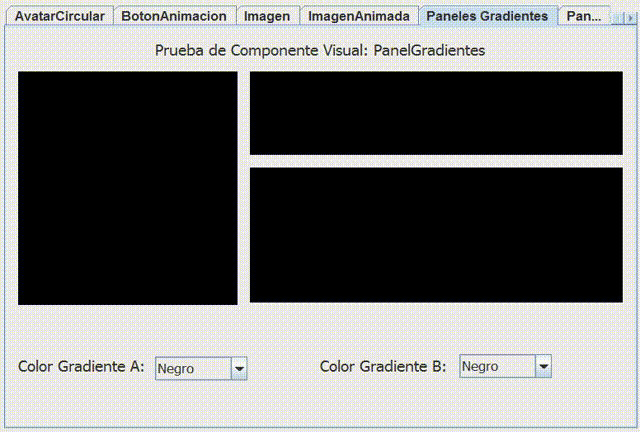 AvatarCircular BotonAnimacion Imagen ImagenAnimada Paneles Gradientes Pan...
Prueba de Componente Visual: PanelGradientes
Color Gradiente A: Negro Color Gradiente B: Negro